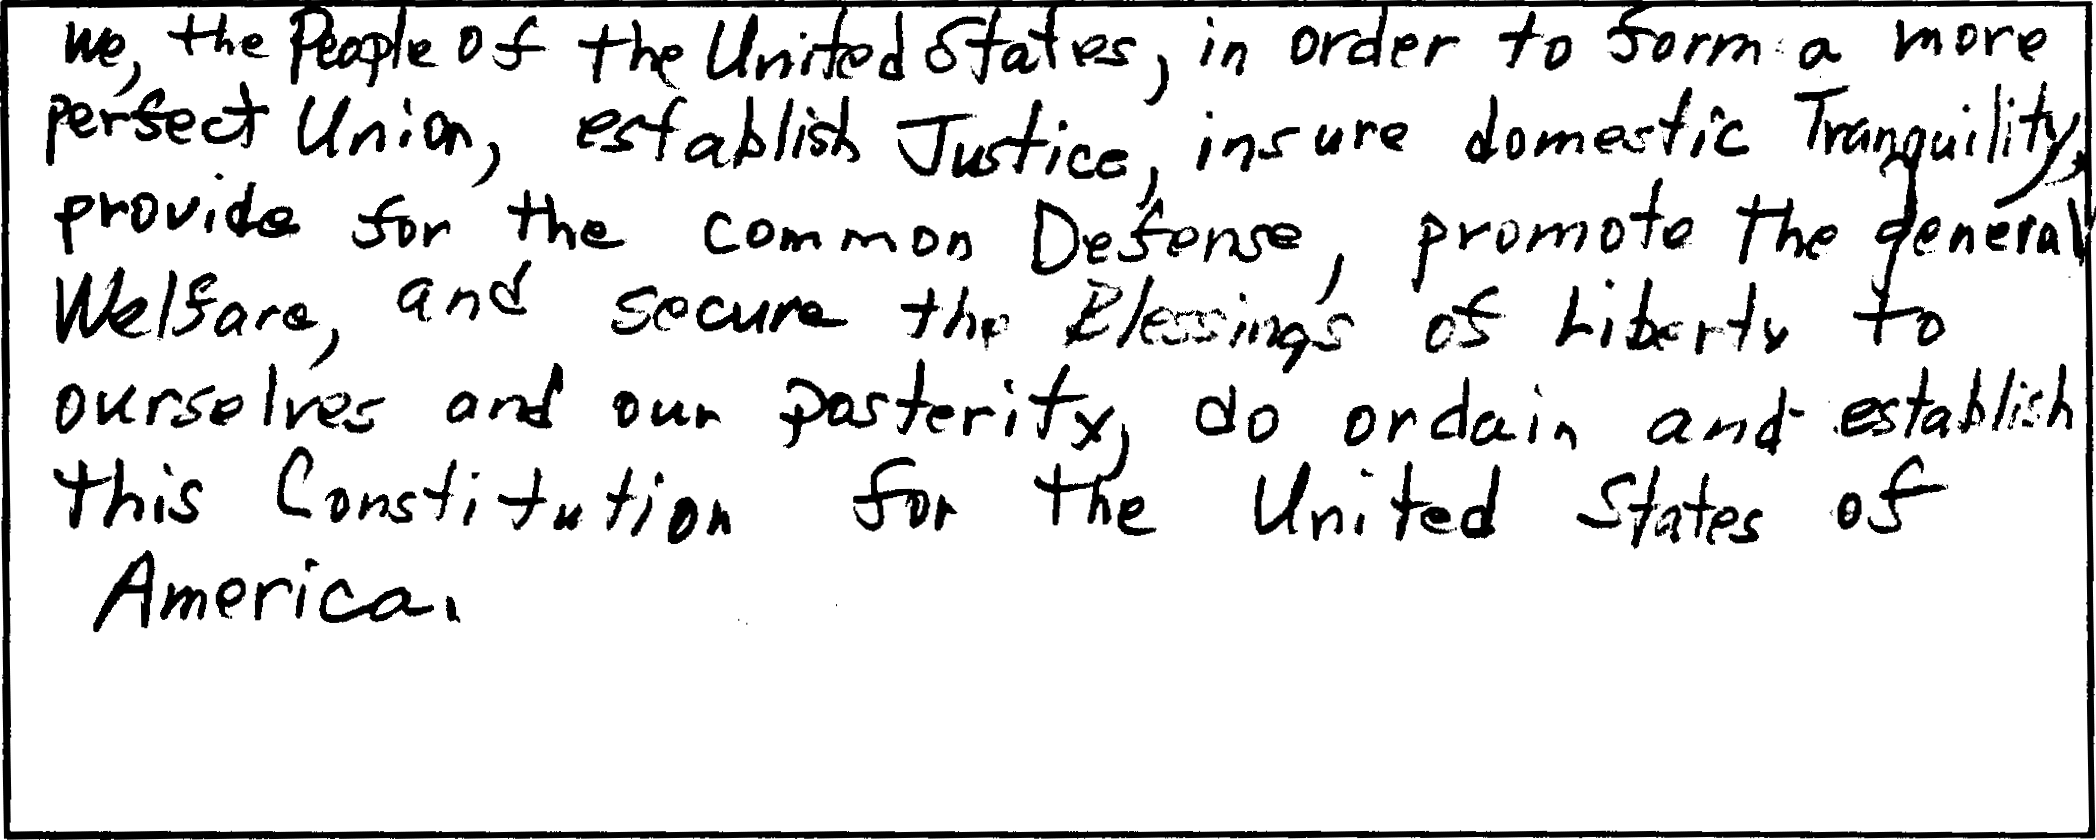 We, the People of the United States, in order to form a more
perfect Union, establish Justice, insure domestic Tranquility,
provide for the common Defense, promote the general
Welfare, and secure the Blessings of Liberty to
ourselves and our posterity, do ordain and establish
this Constitution for the United States of
America.